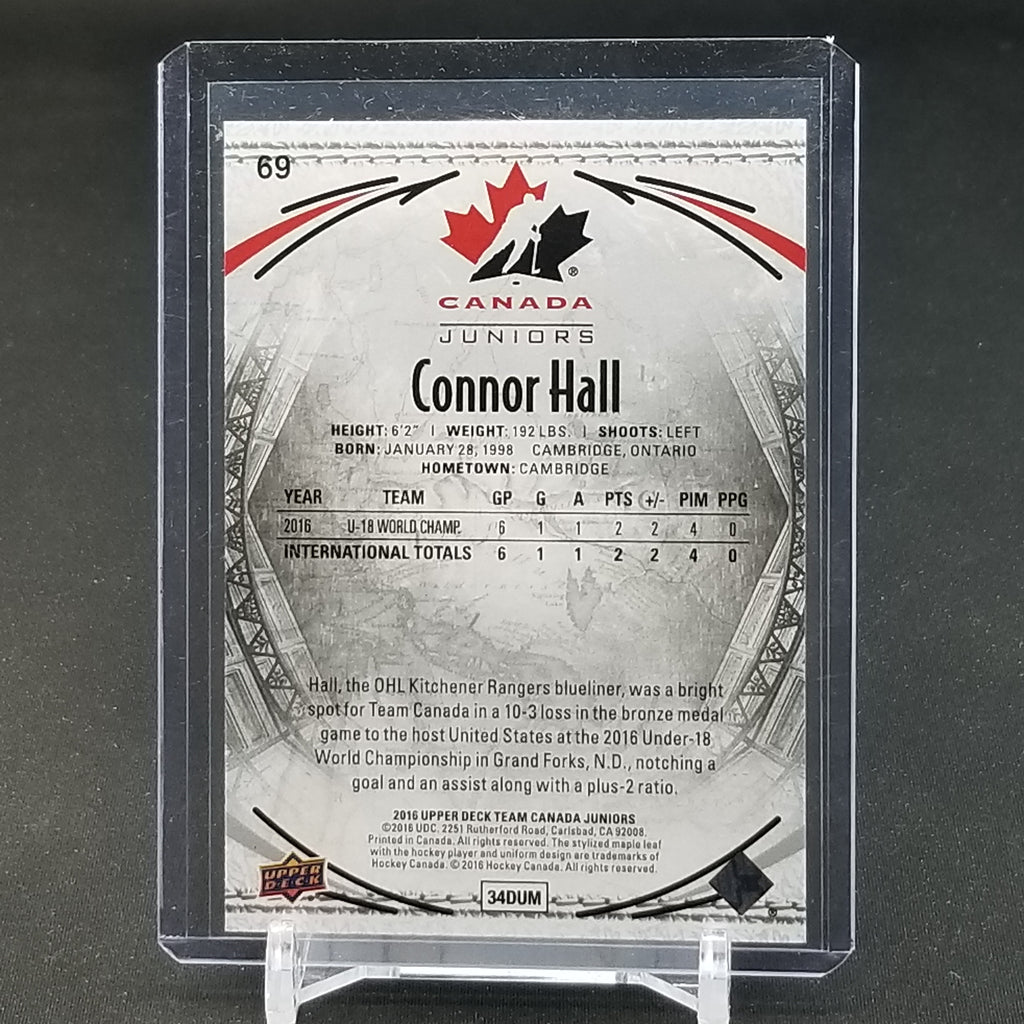 69
®
CANADA
JUNIORS
Connor Hall
HEIGHT: 6'2" | WEIGHT: 192 LBS. | SHOOTS: LEFT
BORN: JANUARY 28, 1998 CAMBRIDGE, ONTARIO
HOMETOWN: CAMBRIDGE
YEAR TEAM GP G A PTS +/- PIM PPG
2016 U-18 WORLD CHAMP. 6 1 1 2 2 4 0
INTERNATIONAL TOTALS 6 1 1 2 2 4 0
Hall, the OHL Kitchener Rangers blueliner, was a bright
spot for Team Canada in a 10-3 loss in the bronze medal
game to the host United States at the 2016 Under-18
World Championship in Grand Forks, N.D., notching a
goal and an assist along with a plus-2 ratio.
2016 UPPER DECK TEAM CANADA JUNIORS
©2016 UDC. 2251 Rutherford Road, Carlsbad, CA 92008.
Printed in Canada. All rights reserved. The stylized maple leaf
with the hockey player and uniform design are trademarks of
Hockey Canada. © 2016 Hockey Canada. All rights reserved.
UPPER
DECK
34DUM
®